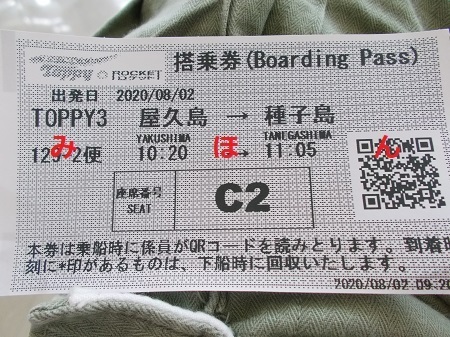 Toppy ROCKET 搭乗券(Boarding Pass)
出発日 2020/08/02
TOPPY3 屋久島 → 種子島
YAKUSHIMA TANEGASHIMA
便 10:20 → 11:05
みほん
座席番号
SEAT
C2
本券は乗船時に係員がQRコードを読みとります。到着時
刻に*印があるものは、下船時に回収いたします。
2020/08/02 09:20